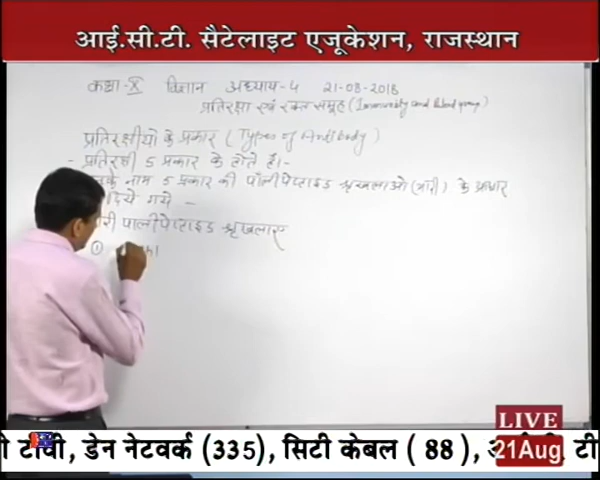 आई.सी.टी. सैटेलाइट एजूकेशन, राजस्थान
कक्षा-X विज्ञान अध्याय-4 21-08-2018
प्रतिरक्षा एवं रक्त समूह (Immunity and Blood group)
प्रतिरक्षीयो के प्रकार (Types of Antibody)
- प्रतिरक्षी 5 प्रकार के होते है।-
नाम 5 प्रकार की पॉलीपेप्टाइड श्रृखलाओ (भारी) के आधार
दिये गये -
पालीपेप्टाइड श्रृखलाए
①
LIVE
21Aug
टीवी, डेन नेटवर्क (335), सिटी केबल ( 88),